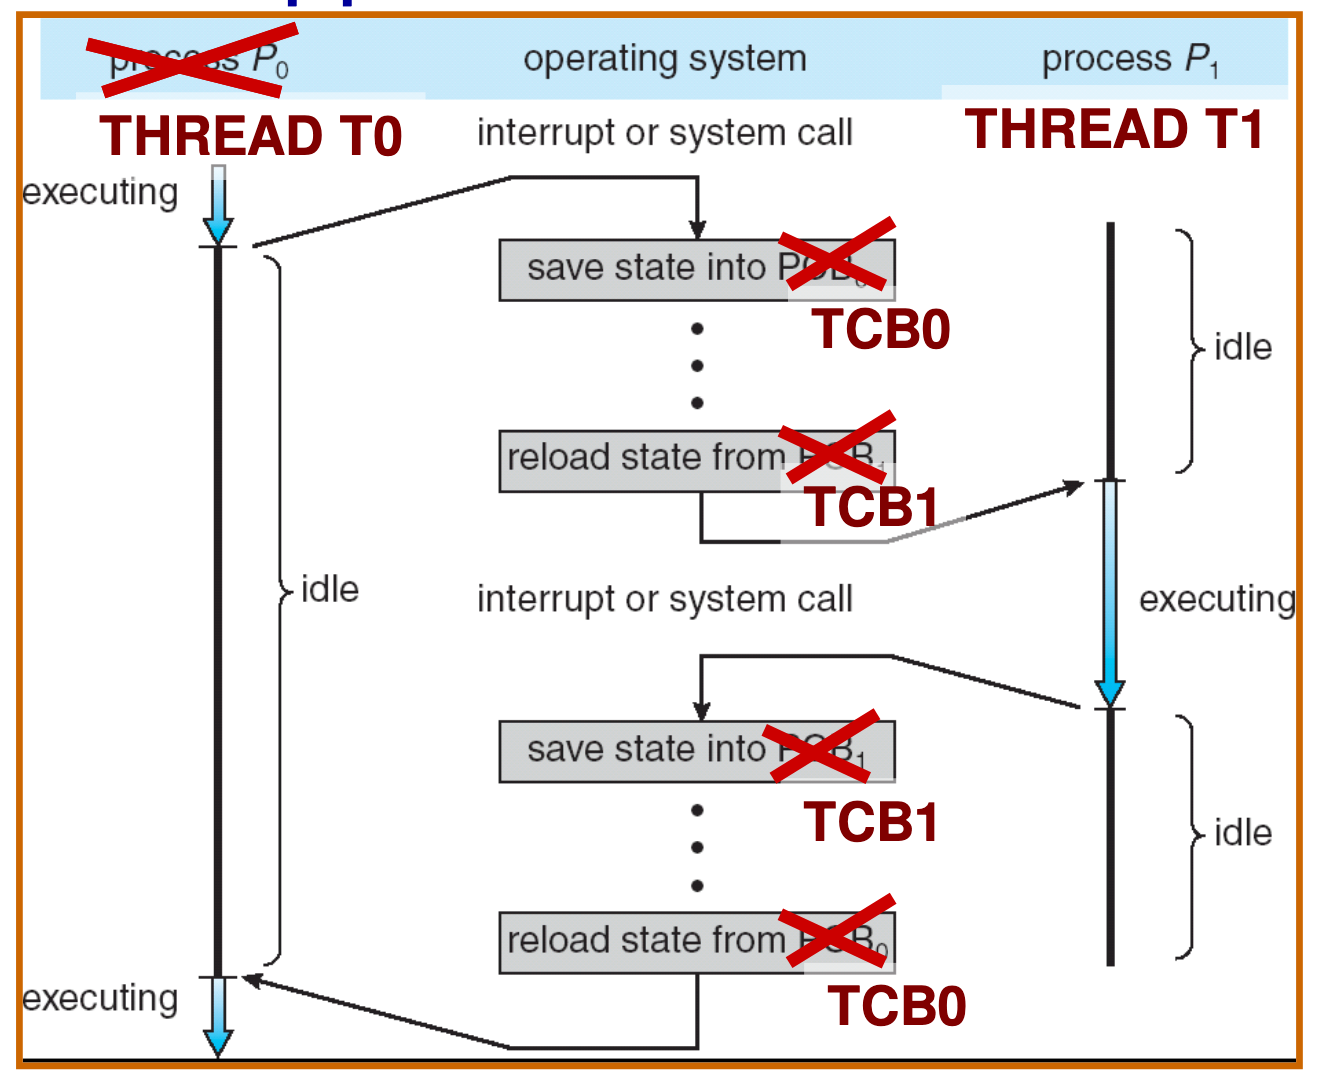 process P0 operating system process P1
THREAD T0 interrupt or system call THREAD T1
executing
save state into PCB0
TCB0
idle
reload state from PCB1
TCB1
idle
interrupt or system call executing
save state into PCB1
TCB1
idle
reload state from PCB0
executing
TCB0